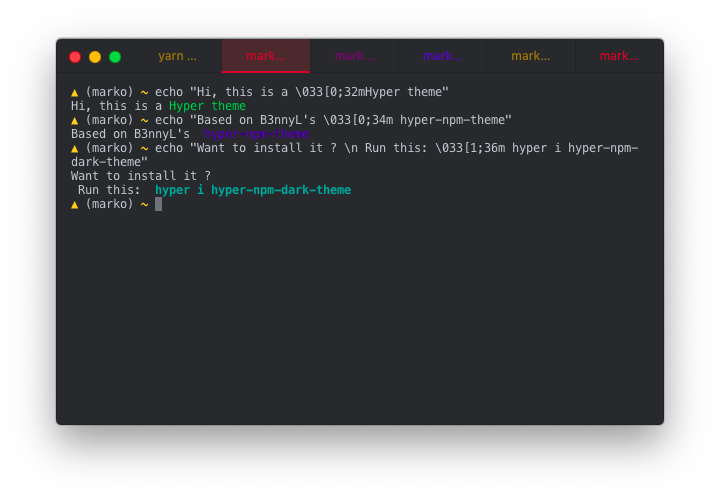 yarn ... mark... mark... mark... mark... mark...
▲ (marko) ~ echo "Hi, this is a \033[0;32mHyper theme"
Hi, this is a Hyper theme
▲ (marko) ~ echo "Based on B3nnyL's \033[0;34m hyper-npm-theme"
Based on B3nnyL's  hyper-npm-theme
▲ (marko) ~ echo "Want to install it ? \n Run this: \033[1;36m hyper i hyper-npm-
dark-theme"
Want to install it ?
 Run this:  hyper i hyper-npm-dark-theme
▲ (marko) ~